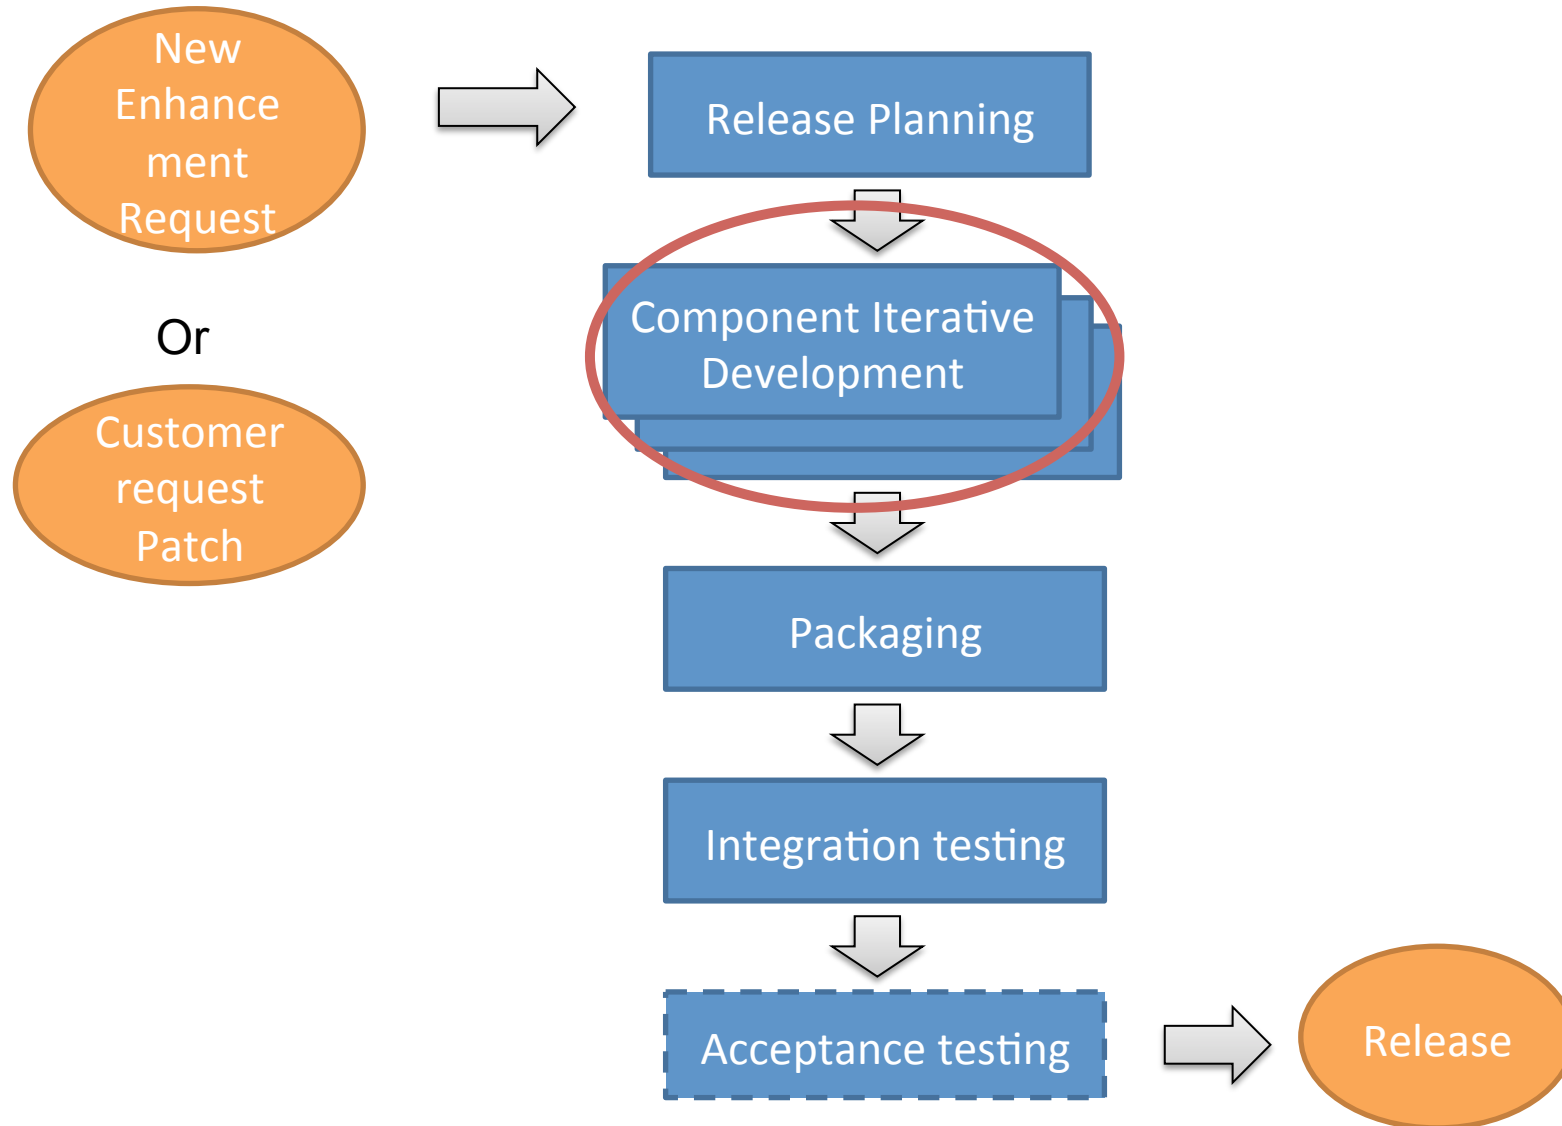 New
Enhance
ment
Request
Or
Customer
request
Patch
Release Planning
Component Iterative
Development
Packaging
Integration testing
Acceptance testing
Release